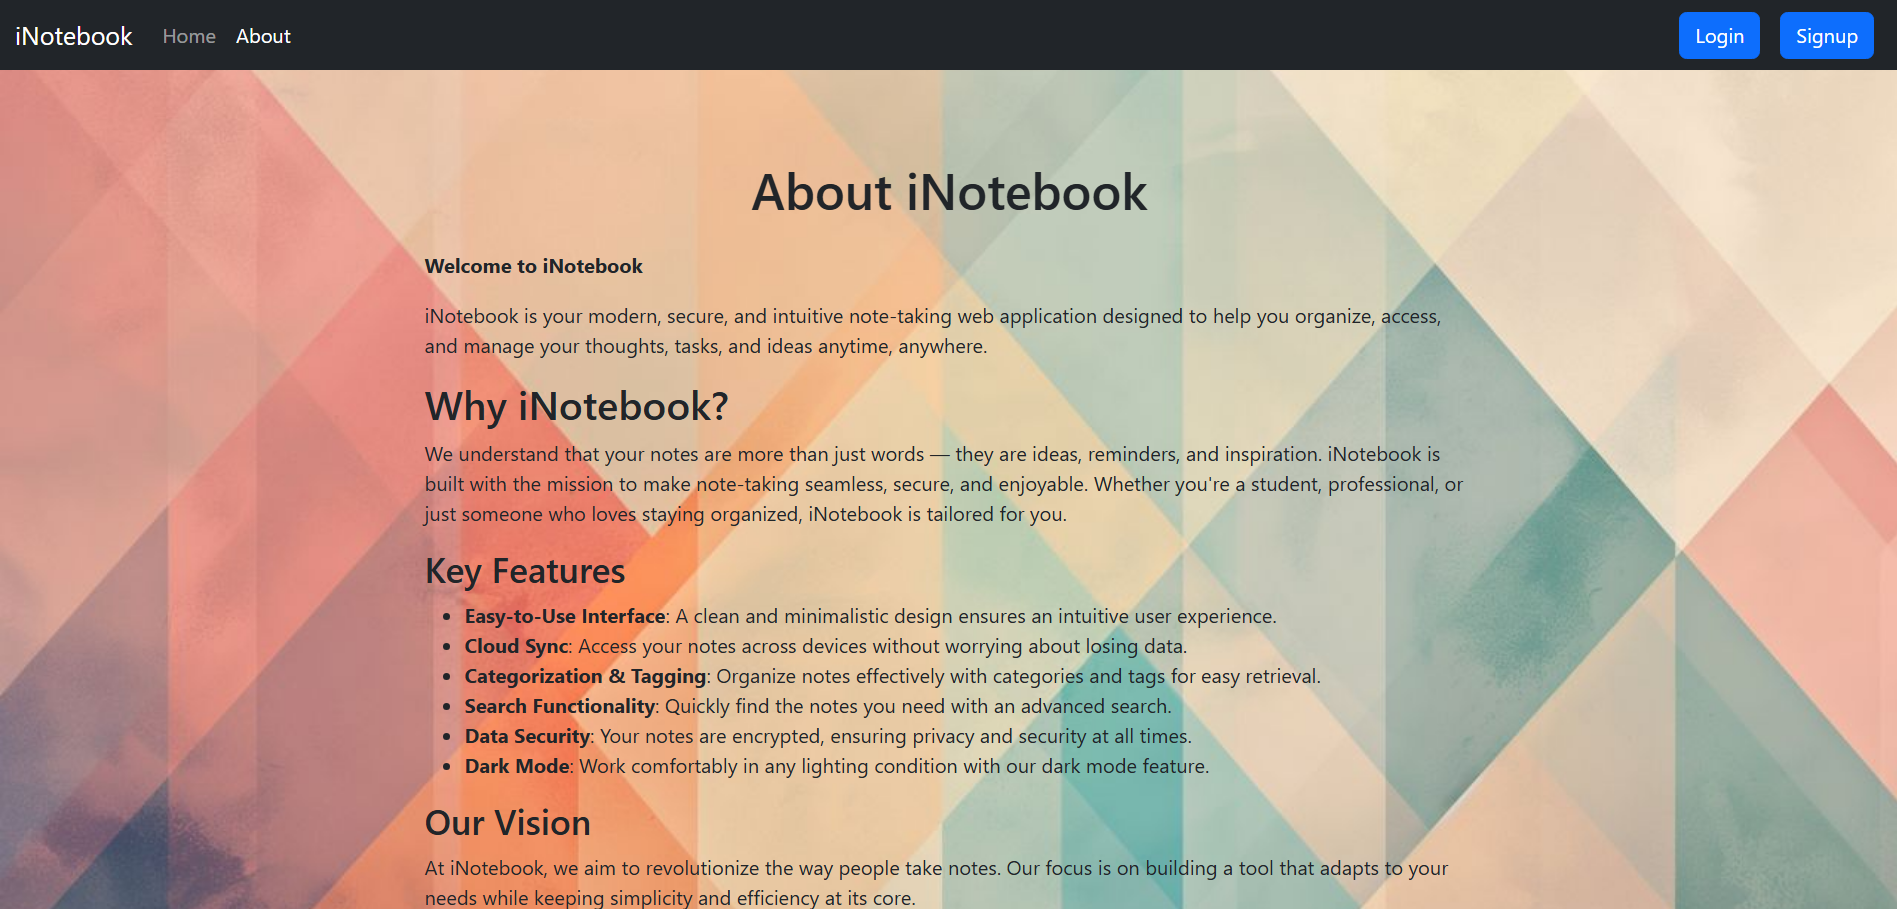 iNotebook Home About Login Signup
About iNotebook
Welcome to iNotebook
iNotebook is your modern, secure, and intuitive note-taking web application designed to help you organize, access,
and manage your thoughts, tasks, and ideas anytime, anywhere.
Why iNotebook?
We understand that your notes are more than just words — they are ideas, reminders, and inspiration. iNotebook is
built with the mission to make note-taking seamless, secure, and enjoyable. Whether you're a student, professional, or
just someone who loves staying organized, iNotebook is tailored for you.
Key Features
• Easy-to-Use Interface: A clean and minimalistic design ensures an intuitive user experience.
• Cloud Sync: Access your notes across devices without worrying about losing data.
• Categorization & Tagging: Organize notes effectively with categories and tags for easy retrieval.
• Search Functionality: Quickly find the notes you need with an advanced search.
• Data Security: Your notes are encrypted, ensuring privacy and security at all times.
• Dark Mode: Work comfortably in any lighting condition with our dark mode feature.
Our Vision
At iNotebook, we aim to revolutionize the way people take notes. Our focus is on building a tool that adapts to your
needs while keeping simplicity and efficiency at its core.